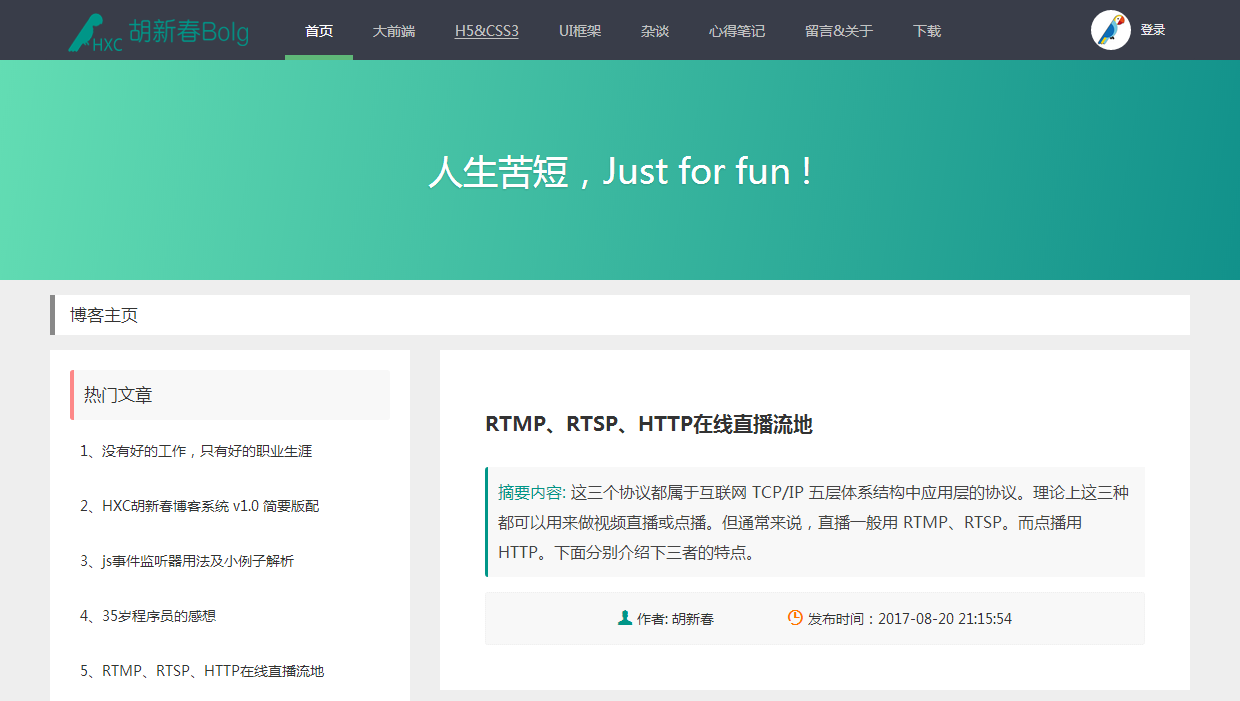 HXC 胡新春Bolg
首页 大前端 H5&CSS3 UI框架 杂谈 心得笔记 留言&关于 下载 登录
人生苦短，Just for fun！
博客主页
热门文章
1、没有好的工作，只有好的职业生涯
2、HXC胡新春博客系统 v1.0 简要版配
3、js事件监听器用法及小例子解析
4、35岁程序员的感想
5、RTMP、RTSP、HTTP在线直播流地
RTMP、RTSP、HTTP在线直播流地
摘要内容: 这三个协议都属于互联网 TCP/IP 五层体系结构中应用层的协议。理论上这三种
都可以用来做视频直播或点播。但通常来说，直播一般用 RTMP、RTSP。而点播用
HTTP。下面分别介绍下三者的特点。
作者: 胡新春 发布时间：2017-08-20 21:15:54